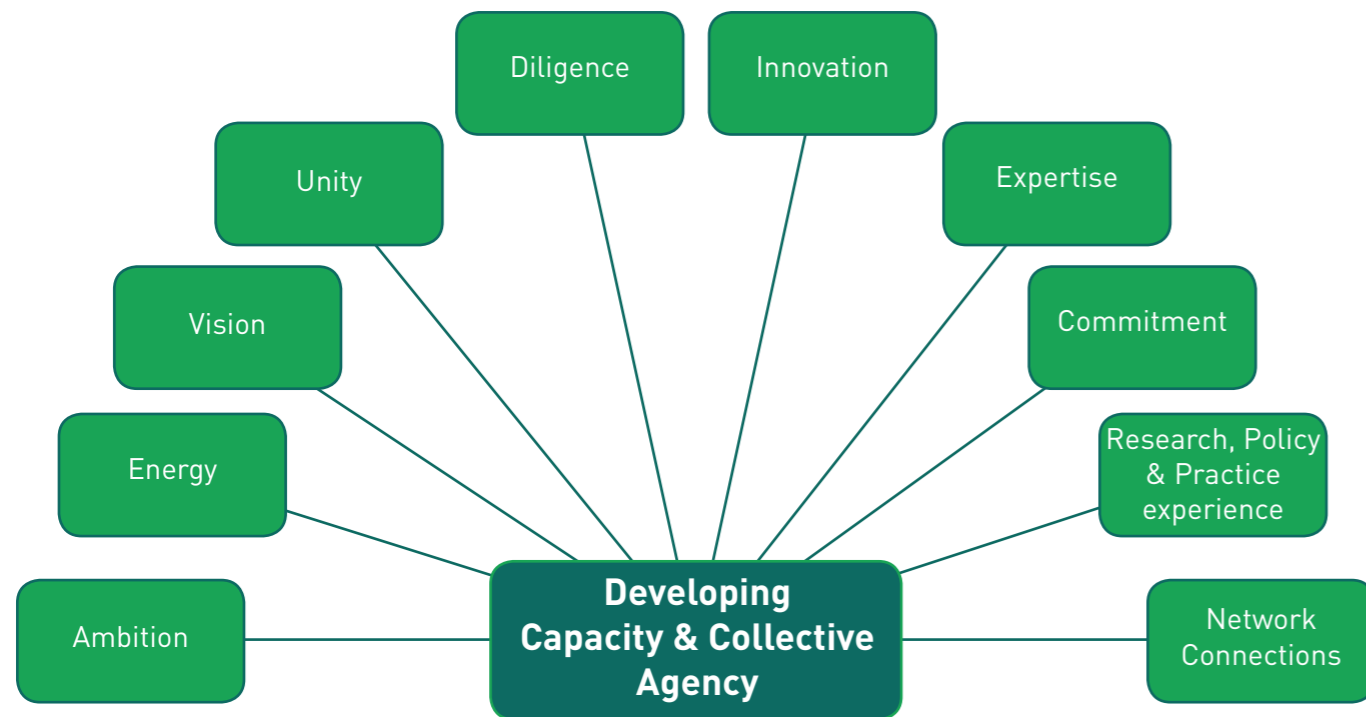 Diligence
Innovation
Unity
Expertise
Vision
Commitment
Energy
Research, Policy
& Practice
experience
Ambition
Developing
Capacity & Collective
Agency
Network
Connections